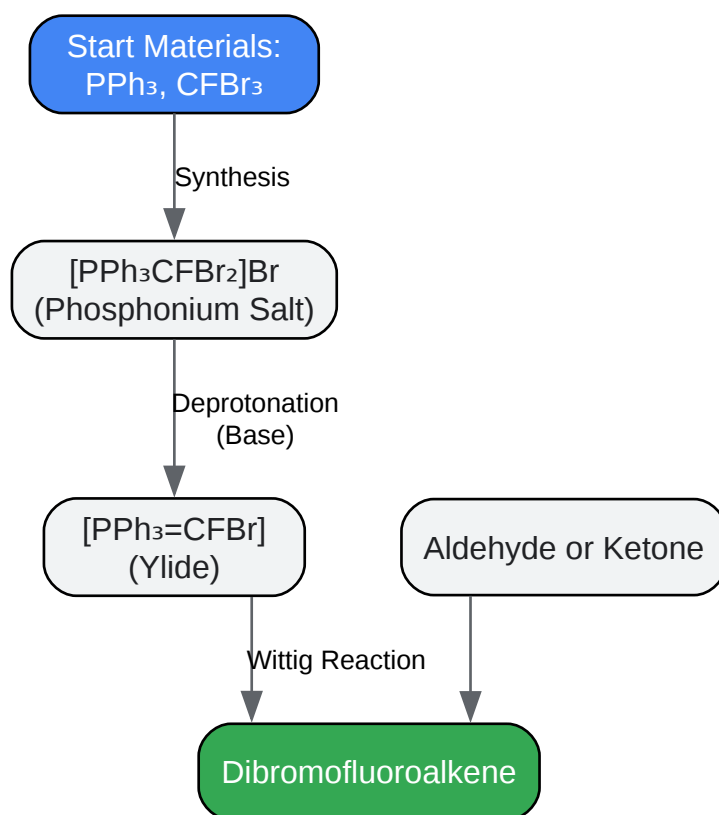 Start Materials:
PPh₃, CFBr₃
Synthesis
[PPh₃CFBr₂]Br
(Phosphonium Salt)
Deprotonation
(Base)
[PPh₃=CFBr]
(Ylide)
Aldehyde or Ketone
Wittig Reaction
Dibromofluoroalkene